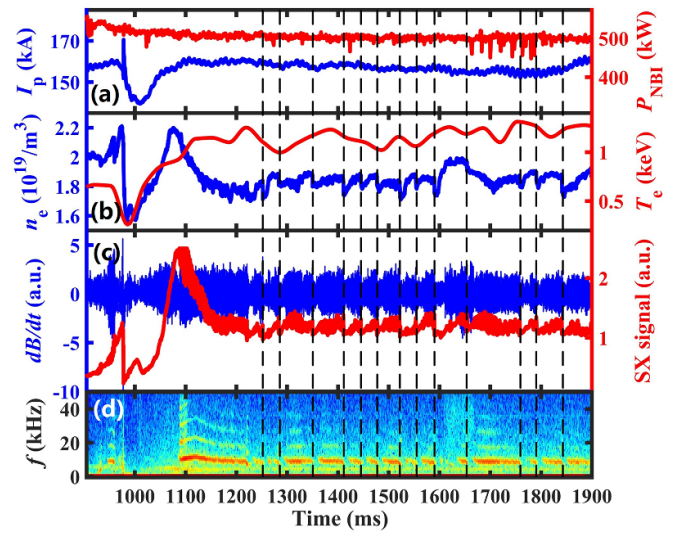 170
150
I_p (kA)
(a)
500
400
P_NBI (kW)
2.2
2
1.8
1.6
n_e (10^19/m^3)
(b)
1
0.5
T_e (keV)
5
0
-5
-10
dB/dt (a.u.)
(c)
2
1
SX signal (a.u.)
40
20
0
f (kHz)
(d)
1000 1100 1200 1300 1400 1500 1600 1700 1800 1900
Time (ms)